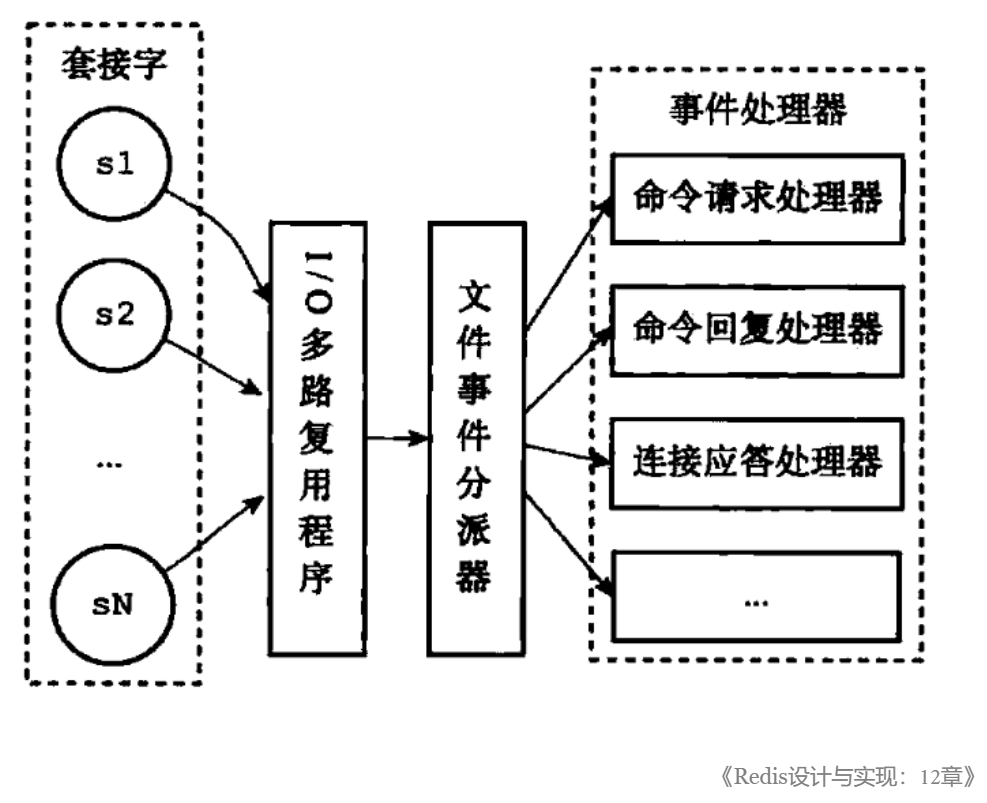 套接字
s1
s2
...
sN
I/O多路复用程序
文件事件分派器
事件处理器
命令请求处理器
命令回复处理器
连接应答处理器
...
《Redis设计与实现：12章》